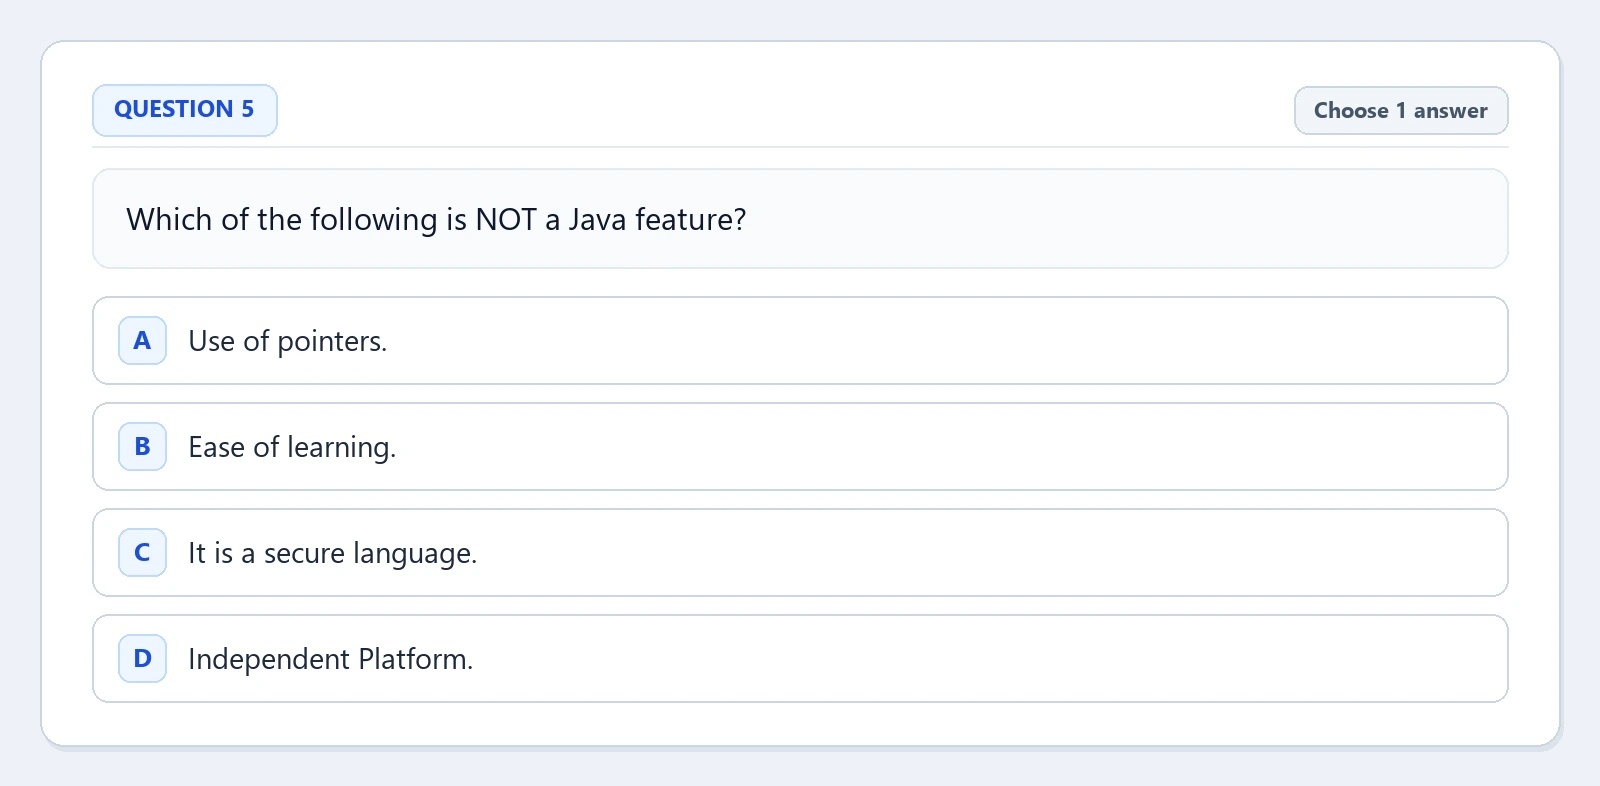 QUESTION 5
Choose 1 answer
Which of the following is NOT a Java feature?
A Use of pointers.
B Ease of learning.
C It is a secure language.
D Independent Platform.